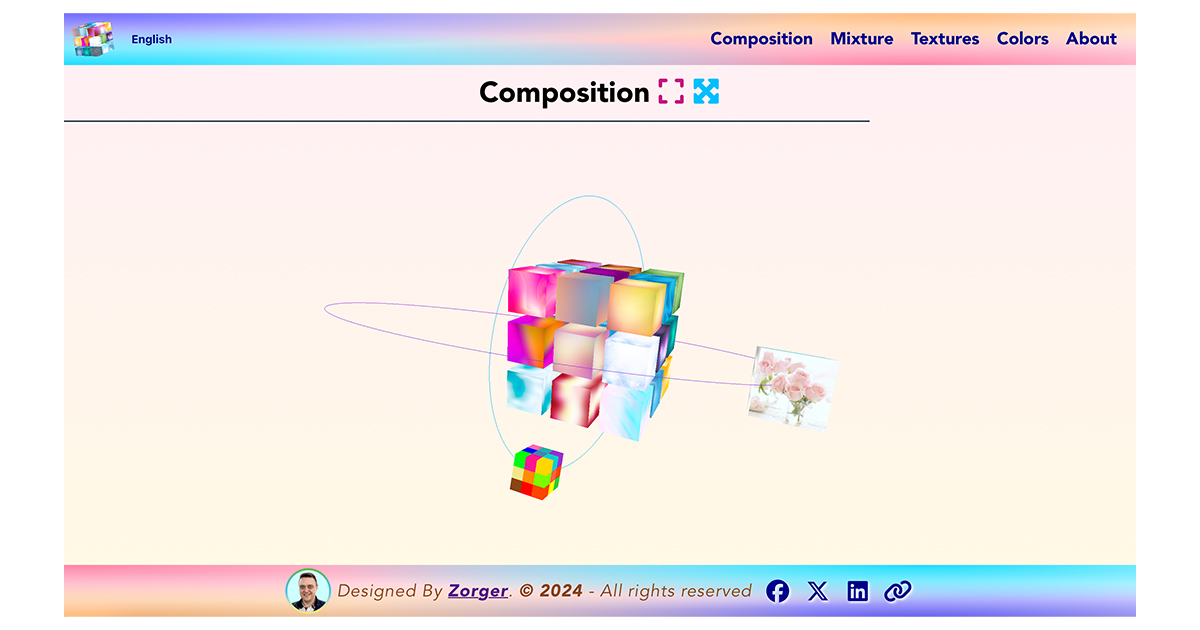 English
Composition Mixture Textures Colors About
Composition
Designed By Zorger. © 2024 - All rights reserved